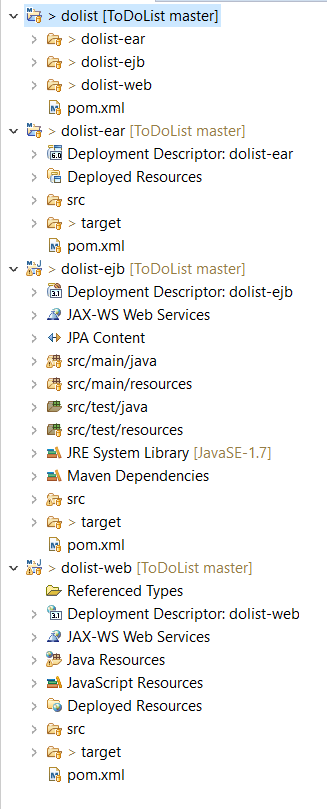 > dolist [ToDoList master]
> dolist-ear
> dolist-ejb
> dolist-web
pom.xml
> dolist-ear [ToDoList master]
Deployment Descriptor: dolist-ear
Deployed Resources
src
> target
pom.xml
> dolist-ejb [ToDoList master]
Deployment Descriptor: dolist-ejb
JAX-WS Web Services
JPA Content
src/main/java
src/main/resources
src/test/java
src/test/resources
JRE System Library [JavaSE-1.7]
Maven Dependencies
src
> target
pom.xml
> dolist-web [ToDoList master]
Referenced Types
Deployment Descriptor: dolist-web
JAX-WS Web Services
Java Resources
JavaScript Resources
Deployed Resources
src
> target
pom.xml